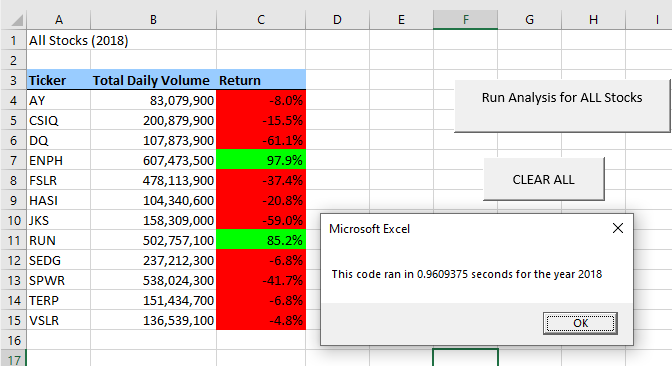 A B C D E F G H I
1 All Stocks (2018)
2
3 Ticker Total Daily Volume Return
4 AY 83,079,900 -8.0%
5 CSIQ 200,879,900 -15.5%
6 DQ 107,873,900 -61.1%
7 ENPH 607,473,500 97.9%
8 FSLR 478,113,900 -37.4%
9 HASI 104,340,600 -20.8%
10 JKS 158,309,000 -59.0%
11 RUN 502,757,100 85.2%
12 SEDG 237,212,300 -6.8%
13 SPWR 538,024,300 -41.7%
14 TERP 151,434,700 -6.8%
15 VSLR 136,539,100 -4.8%
16
17
Run Analysis for ALL Stocks
CLEAR ALL
Microsoft Excel
This code ran in 0.9609375 seconds for the year 2018
OK